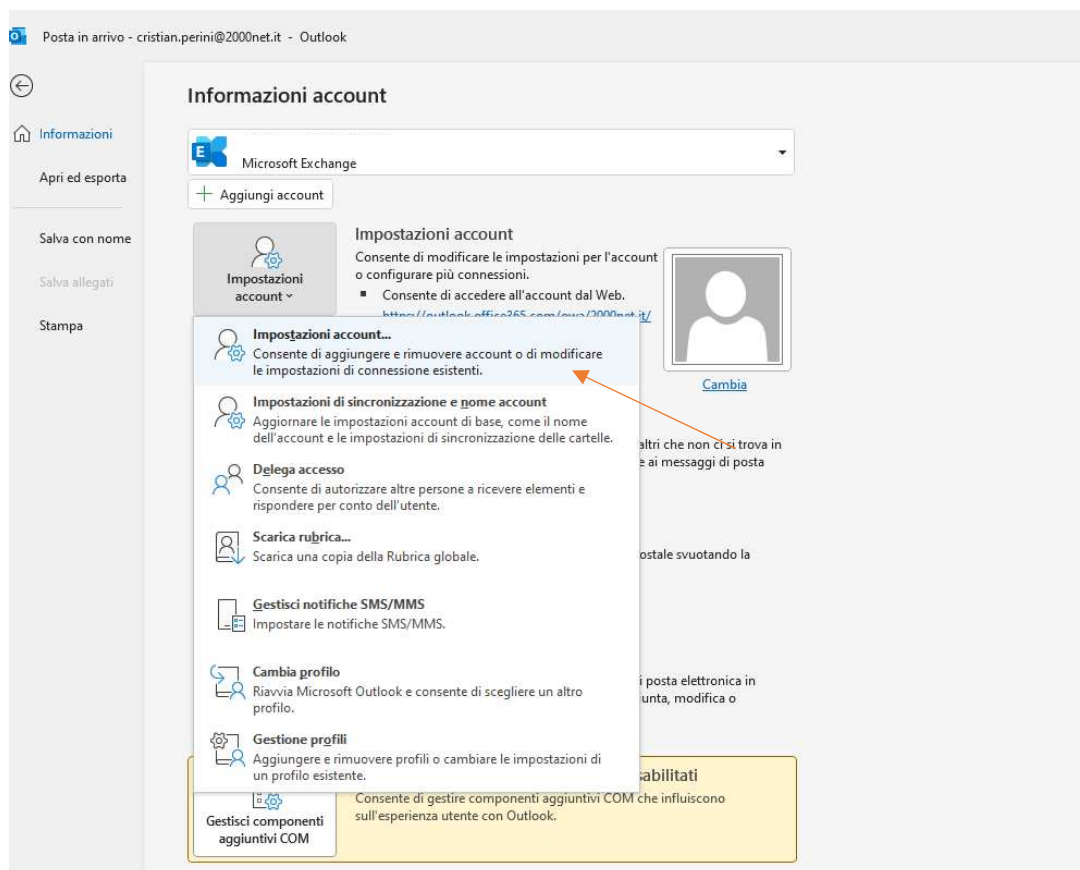 Posta in arrivo - cristian.perini@2000net.it - Outlook
Informazioni account
Informazioni
Apri ed esporta
Salva con nome
Salva allegati
Stampa
E
Microsoft Exchange
Aggiungi account
Impostazioni
account
Impostazioni account
Consente di modificare le impostazioni per l'account
o configurare più connessioni.
▪ Consente di accedere all'account dal Web.
https://outlook.office365.com/owa/2000net.it/
Cambia
Impostazioni account...
Consente di aggiungere e rimuovere account o di modificare
le impostazioni di connessione esistenti.
Impostazioni di sincronizzazione e nome account
Aggiornare le impostazioni account di base, come il nome
dell'account e le impostazioni di sincronizzazione delle cartelle.
Delega accesso
Consente di autorizzare altre persone a ricevere elementi e
rispondere per conto dell'utente.
Scarica rubrica...
Scarica una copia della Rubrica globale.
Gestisci notifiche SMS/MMS
Impostare le notifiche SMS/MMS.
Cambia profilo
Riavvia Microsoft Outlook e consente di scegliere un altro
profilo.
Gestione profili
Aggiungere e rimuovere profili o cambiare le impostazioni di
un profilo esistente.
altri che non ci si trova in
e ai messaggi di posta
ostale svuotando la
i posta elettronica in
unta, modifica o
sabilitati
Consente di gestire componenti aggiuntivi COM che influiscono
sull'esperienza utente con Outlook.
Gestisci componenti
aggiuntivi COM